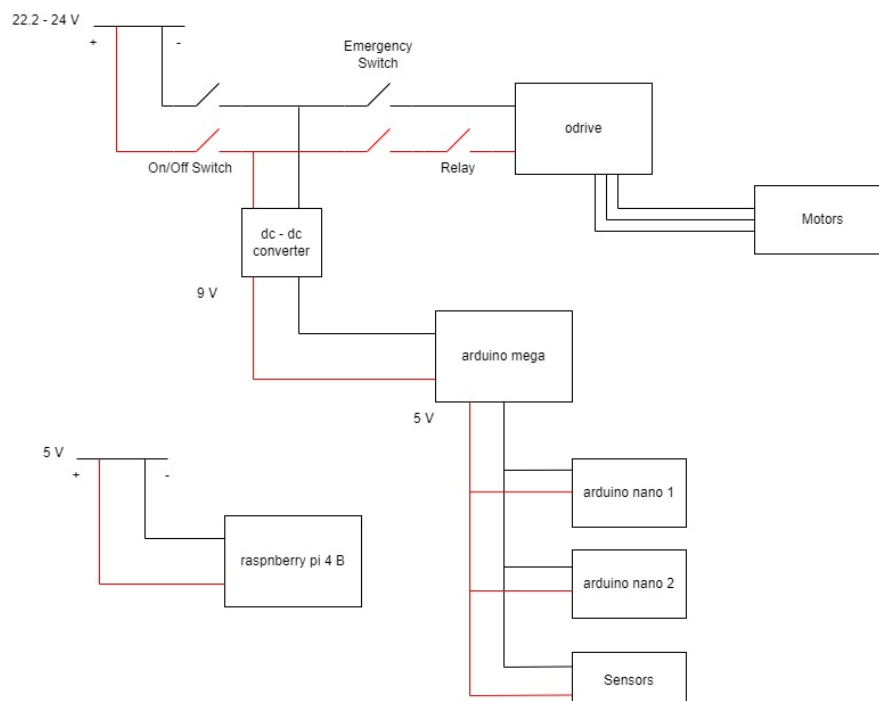 22.2 - 24 V
+
-
Emergency
Switch
odrive
On/Off Switch
Relay
Motors
dc - dc
converter
9 V
arduino mega
5 V
5 V
+
-
arduino nano 1
raspnberry pi 4 B
arduino nano 2
Sensors